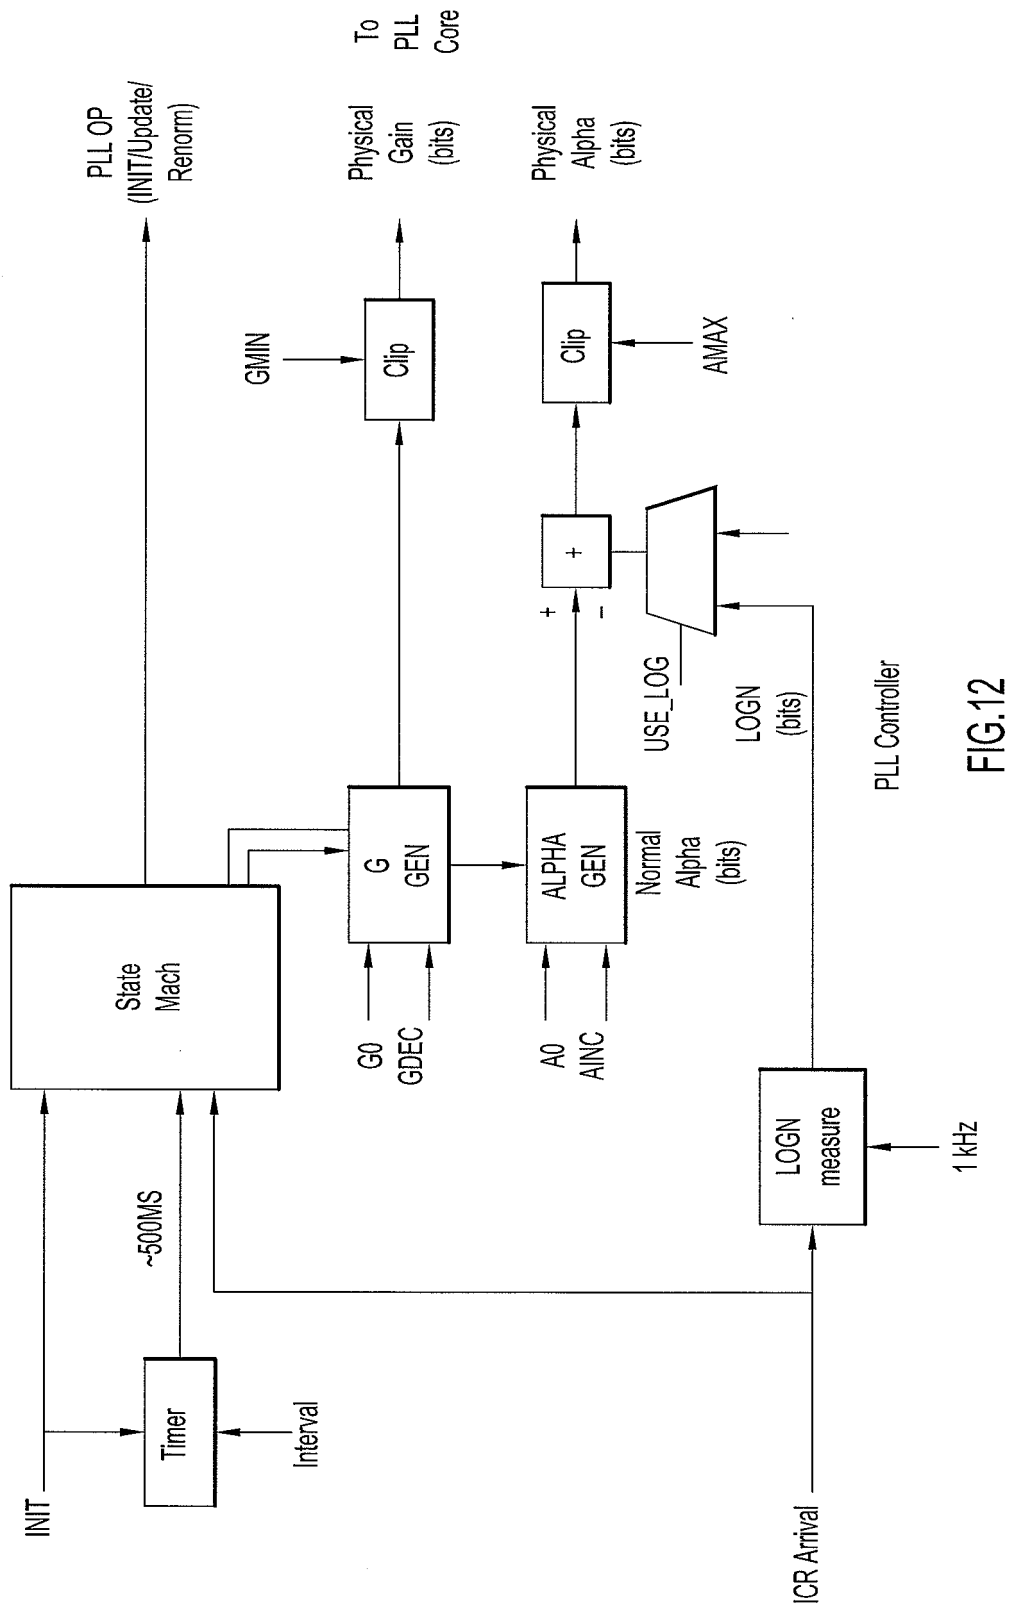 INIT
Timer
Interval
~500MS
State
Mach
PLL OP
(INIT/Update/
Renorm)
To
PLL
Core
G0
GDEC
G
GEN
GMIN
Clip
Physical
Gain
(bits)
A0
AINC
ALPHA
GEN
Normal
Alpha
(bits)
+
−
+
Clip
AMAX
Physical
Alpha
(bits)
USE_LOG
LOGN
(bits)
ICR Arrival
LOGN
measure
1 kHz
PLL Controller
FIG.12